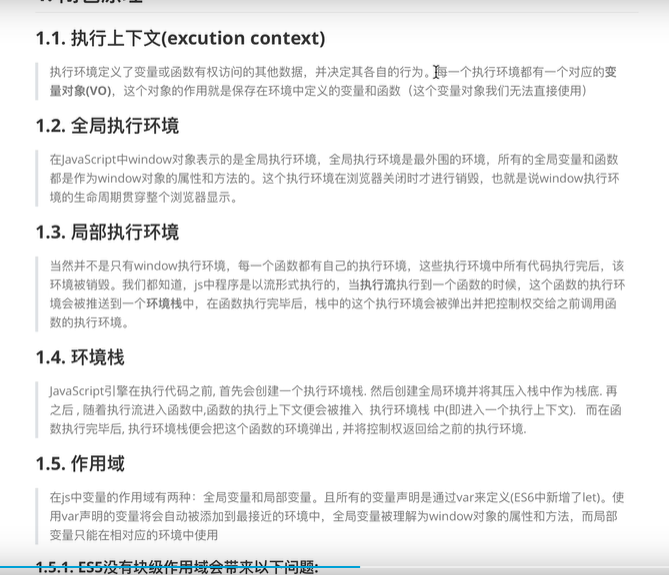 1.1. 执行上下文(excution context)
执行环境定义了变量或函数有权访问的其他数据，并决定其各自的行为。每一个执行环境都有一个对应的变
量对象(VO)，这个对象的作用就是保存在环境中定义的变量和函数（这个变量对象我们无法直接使用）
1.2. 全局执行环境
在JavaScript中window对象表示的是全局执行环境，全局执行环境是最外围的环境，所有的全局变量和函数
都是作为window对象的属性和方法的。这个执行环境在浏览器关闭时才进行销毁，也就是说window执行环
境的生命周期贯穿整个浏览器显示。
1.3. 局部执行环境
当然并不是只有window执行环境，每一个函数都有自己的执行环境，这些执行环境中所有代码执行完后，该
环境被销毁。我们都知道，js中程序是以流形式执行的，当执行流执行到一个函数的时候，这个函数的执行环
境会被推送到一个环境栈中，在函数执行完毕后，栈中的这个执行环境会被弹出并把控制权交给之前调用函
数的执行环境。
1.4. 环境栈
JavaScript引擎在执行代码之前, 首先会创建一个执行环境栈. 然后创建全局环境并将其压入栈中作为栈底. 再
之后 , 随着执行流进入函数中,函数的执行上下文便会被推入 执行环境栈 中(即进入一个执行上下文). 而在函
数执行完毕后, 执行环境栈便会把这个函数的环境弹出 , 并将控制权返回给之前的执行环境.
1.5. 作用域
在js中变量的作用域有两种：全局变量和局部变量。且所有的变量声明是通过var来定义(ES6中新增了let)。使
用var声明的变量将会自动被添加到最接近的环境中，全局变量被理解为window对象的属性和方法，而局部
变量只能在相对应的环境中使用
1.5.1. ES5没有块级作用域会带来以下问题: